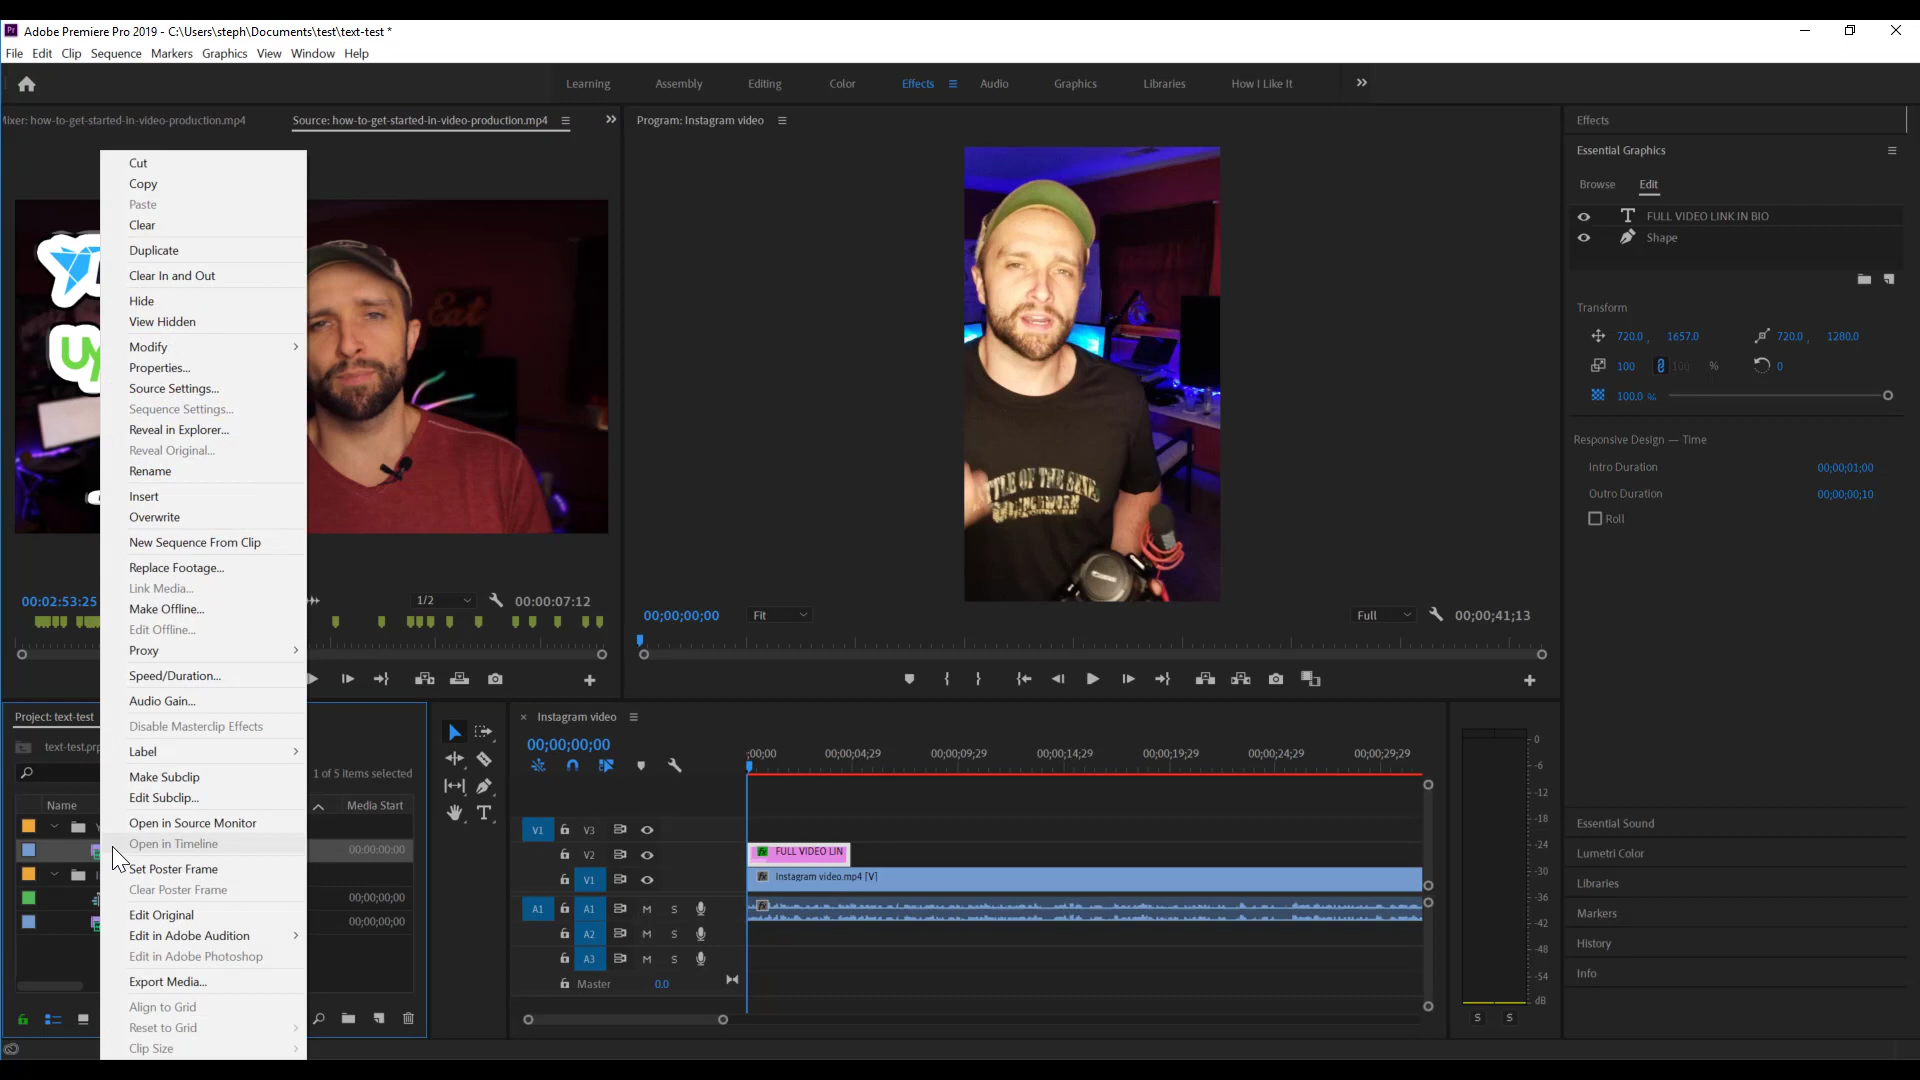 Adobe Premiere Pro 2019 - C:\Users\steph\Documents\test\text-test *
File Edit Clip Sequence Markers Graphics View Window Help
Learning Assembly Editing Color Effects Audio Graphics Libraries How I Like It
Mixer: how-to-get-started-in-video-production.mp4
Source: how-to-get-started-in-video-production.mp4
Program: Instagram video
Cut
Copy
Paste
Clear
Duplicate
Clear In and Out
Hide
View Hidden
Modify
Properties...
Source Settings...
Sequence Settings...
Reveal in Explorer...
Reveal Original...
Rename
Insert
Overwrite
New Sequence From Clip
Replace Footage...
Link Media...
Make Offline...
Edit Offline...
Proxy
Speed/Duration...
Audio Gain...
Disable Masterclip Effects
Label
Make Subclip
Edit Subclip...
Open in Source Monitor
Open in Timeline
Set Poster Frame
Clear Poster Frame
Edit Original
Edit in Adobe Audition
Edit in Adobe Photoshop
Export Media...
Align to Grid
Reset to Grid
Clip Size
Eat
00:02:53:25
1/2
00:00:07:12
00;00;00;00
Fit
Full
00;00;41;13
Effects
Essential Graphics
Browse Edit
FULL VIDEO LINK IN BIO
Shape
Transform
720.0 , 1657.0 720.0 , 1280.0
100 100 % 0
100.0 %
Responsive Design — Time
Intro Duration 00;00;01;00
Outro Duration 00;00;00;10
Roll
Essential Sound
Lumetri Color
Libraries
Markers
History
Info
Project: text-test
text-test.prp
1 of 5 items selected
Name Media Start
00:00:00:00
00;00;00;00
00;00;00;00
Instagram video
00;00;00;00
;00;00 00;00;04;29 00;00;09;29 00;00;14;29 00;00;19;29 00;00;24;29 00;00;29;29
V1 V3
V2 FULL VIDEO LIN
V1 Instagram video.mp4 [V]
A1 A1 M S
A2 M S
A3 M S
Master 0.0
0
-6
-12
-18
-24
-30
-36
-42
-48
-54
dB
S S